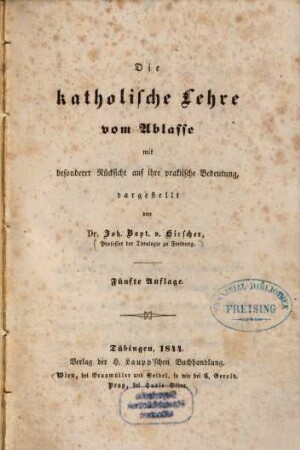 Die
katholische Lehre
vom Ablasse
mit
besonderer Rücksicht auf ihre praktische Bedeutung,
dargestellt
von
Dr. Joh. Bapt. v. Hirscher,
Professor der Theologie zu Freiburg.
Fünfte Auflage.
FREISING
Tübingen, 1844.
Verlag der H. Laupp'schen Buchhandlung.
Wien, bei Braumüller und Seidel, so wie bei C. Gerold.
Prag, bei